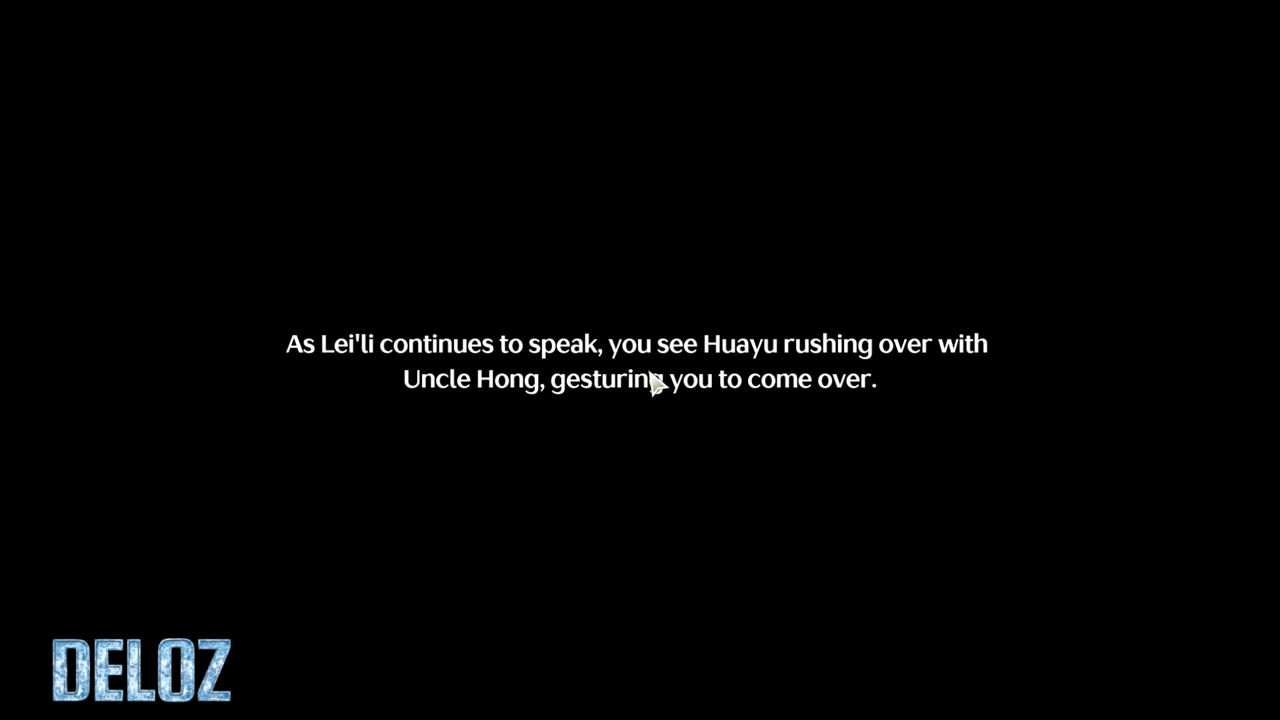 As Lei'li continues to speak, you see Huayu rushing over with
Uncle Hong, gesturing you to come over.
DELOZ